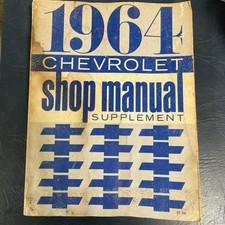 1964
CHEVROLET
shop manual
SUPPLEMENT